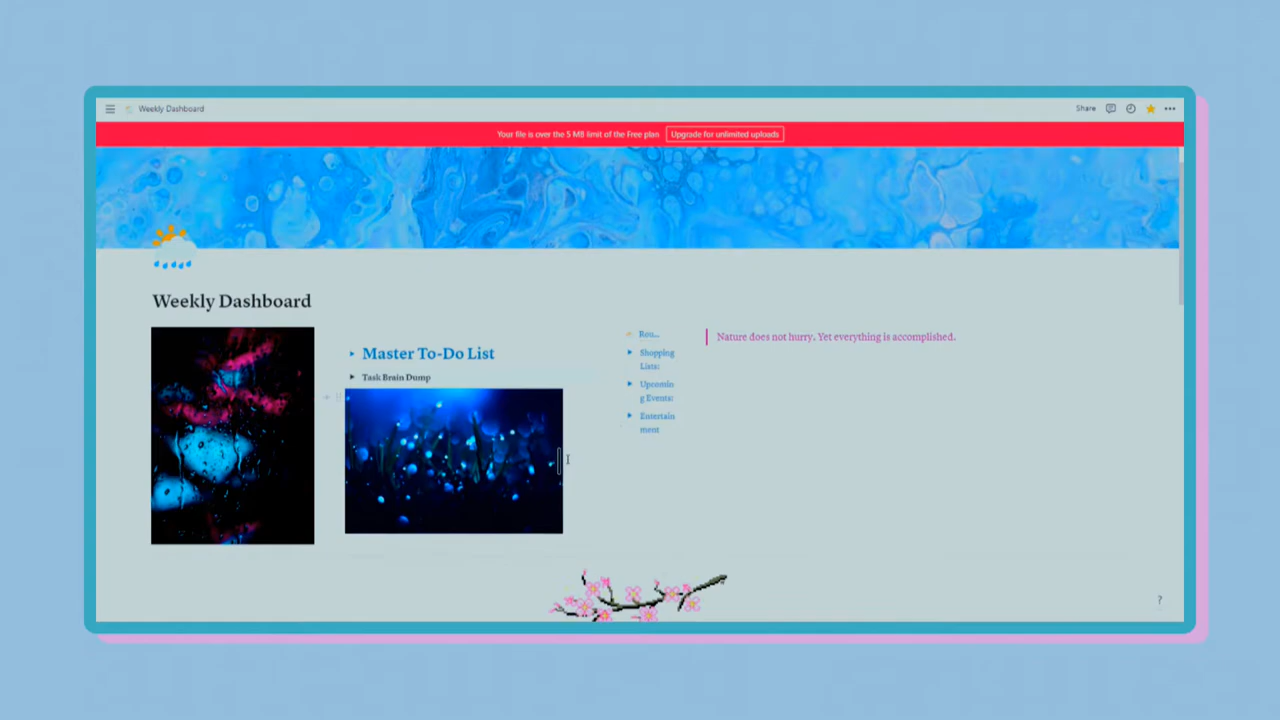 Weekly Dashboard
Share
Your file is over the 5 MB limit of the Free plan
Upgrade for unlimited uploads
Weekly Dashboard
Master To-Do List
Task Brain Dump
Rou...
Shopping
Lists:
Upcomin
g Events:
Entertain
ment
Nature does not hurry. Yet everything is accomplished.
?